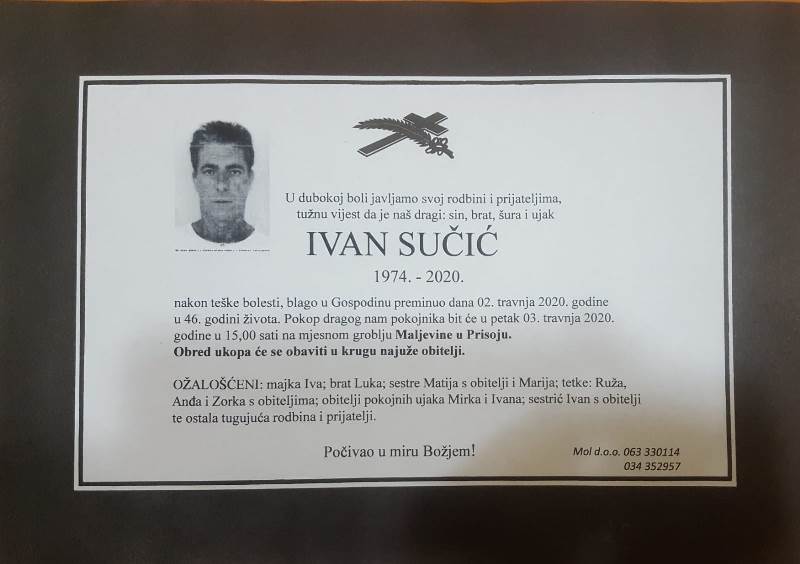 U dubokoj boli javljamo svoj rodbini i prijateljima,
tužnu vijest da je naš dragi: sin, brat, šura i ujak
IVAN SUČIĆ
1974. - 2020.
nakon teške bolesti, blago u Gospodinu preminuo dana 02. travnja 2020. godine
u 46. godini života. Pokop dragog nam pokojnika bit će u petak 03. travnja 2020.
godine u 15,00 sati na mjesnom groblju Maljevine u Prisoju.
Obred ukopa će se obaviti u krugu najuže obitelji.
OŽALOŠĆENI: majka Iva; brat Luka; sestre Matija s obitelji i Marija; tetke: Ruža,
Anđa i Zorka s obiteljima; obitelji pokojnih ujaka Mirka i Ivana; sestrić Ivan s obitelji
te ostala tugujuća rodbina i prijatelji.
Počivao u miru Božjem!
Mol d.o.o. 063 330114
034 352957